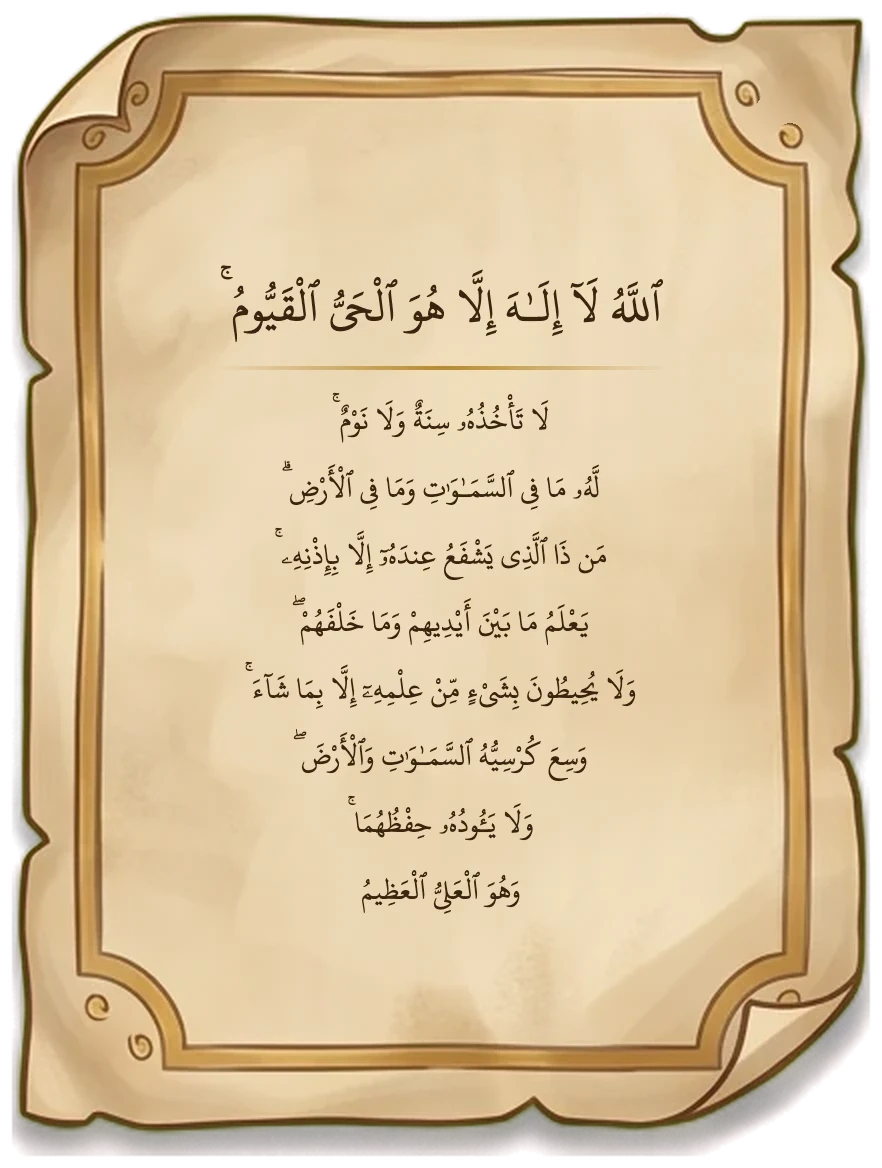 ٱللَّهُ لَآ إِلَـٰهَ إِلَّا هُوَ ٱلْحَىُّ ٱلْقَيُّومُ ۚ
لَا تَأْخُذُهُۥ سِنَةٌ وَلَا نَوْمٌ ۚ
لَّهُۥ مَا فِى ٱلسَّمَـٰوَٰتِ وَمَا فِى ٱلْأَرْضِ ۗ
مَن ذَا ٱلَّذِى يَشْفَعُ عِندَهُۥٓ إِلَّا بِإِذْنِهِۦ ۚ
يَعْلَمُ مَا بَيْنَ أَيْدِيهِمْ وَمَا خَلْفَهُمْ ۖ
وَلَا يُحِيطُونَ بِشَىْءٍ مِّنْ عِلْمِهِۦٓ إِلَّا بِمَا شَآءَ ۚ
وَسِعَ كُرْسِيُّهُ ٱلسَّمَـٰوَٰتِ وَٱلْأَرْضَ ۖ
وَلَا يَـُٔودُهُۥ حِفْظُهُمَا ۚ
وَهُوَ ٱلْعَلِىُّ ٱلْعَظِيمُ